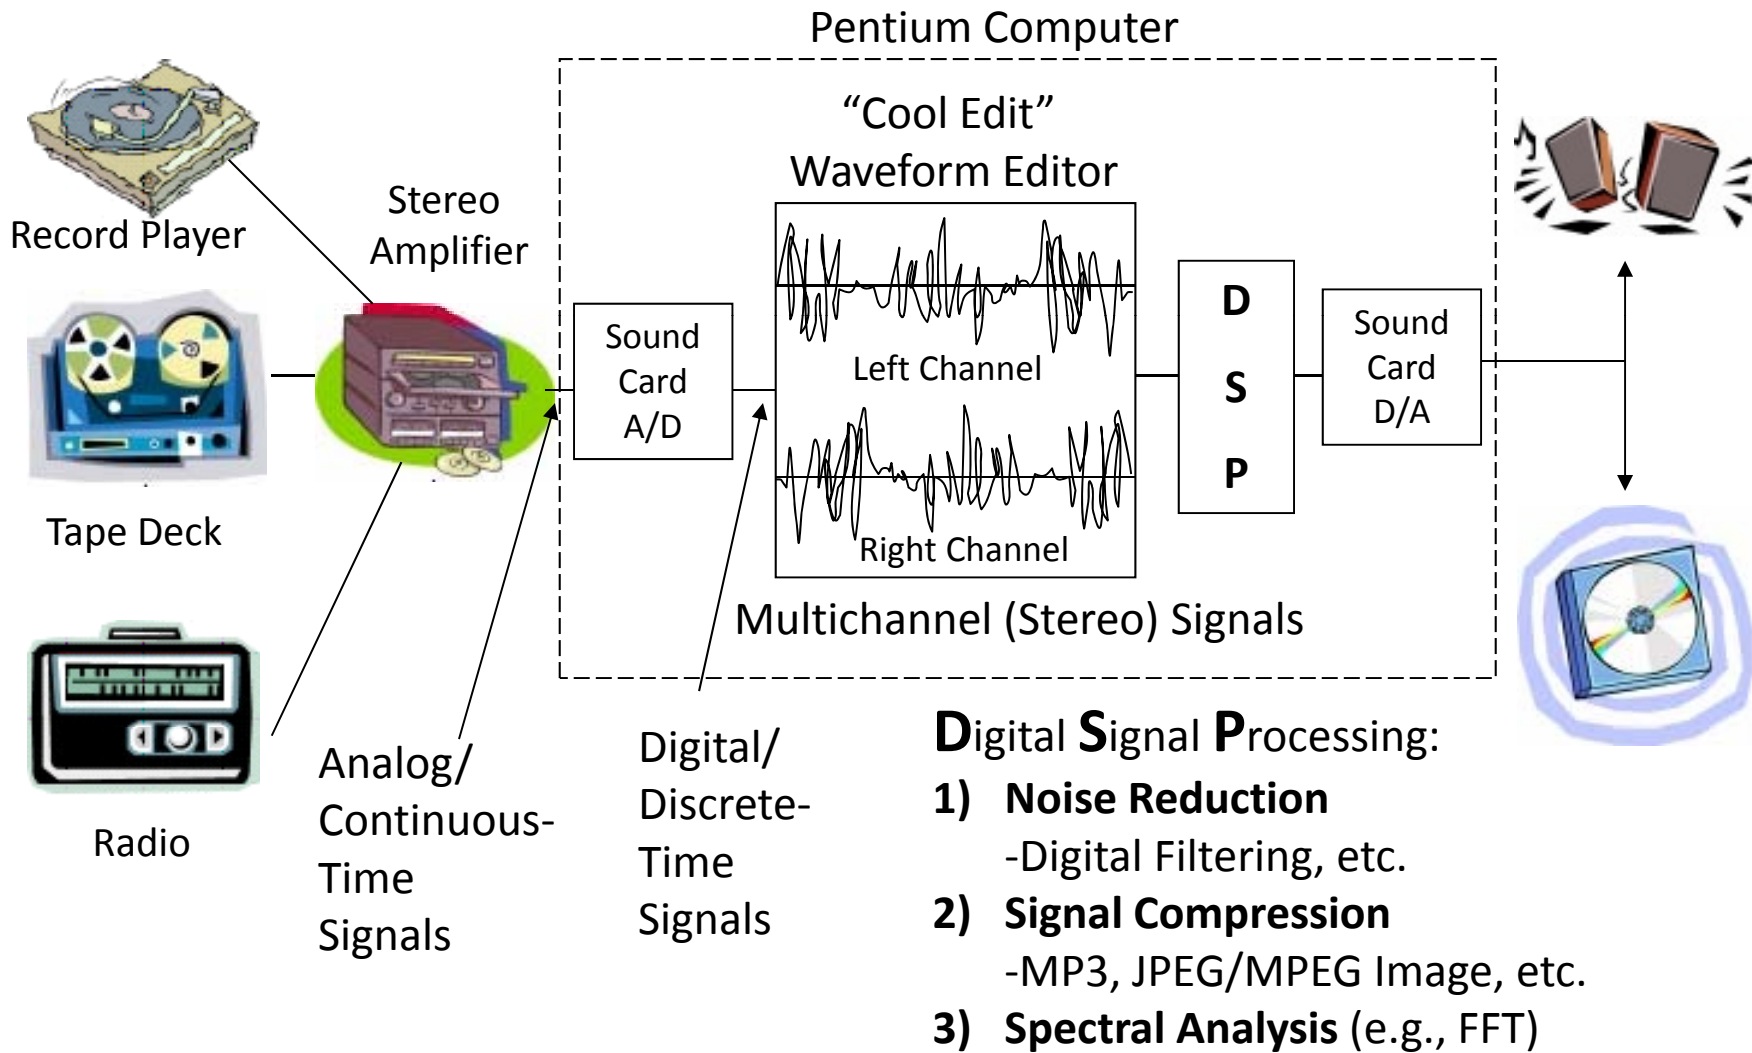 Pentium Computer
“Cool Edit”
Waveform Editor
Record Player
Stereo
Amplifier
Sound
Card
A/D
Left Channel
Right Channel
D
S
P
Sound
Card
D/A
Tape Deck
Multichannel (Stereo) Signals
Radio
Analog/
Continuous-
Time
Signals
Digital/
Discrete-
Time
Signals
Digital Signal Processing:
1) Noise Reduction
-Digital Filtering, etc.
2) Signal Compression
-MP3, JPEG/MPEG Image, etc.
3) Spectral Analysis (e.g., FFT)